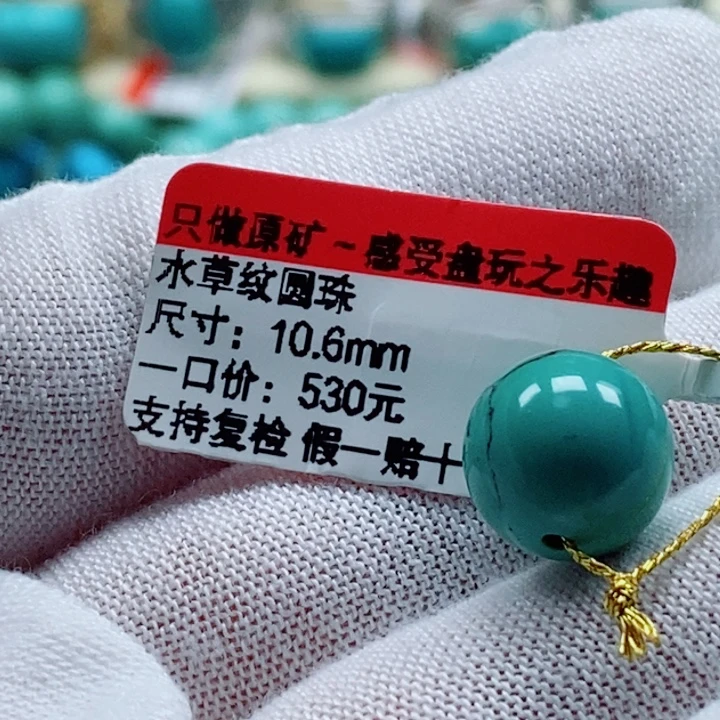 只做原矿~感受盘玩之乐趣
水草纹圆珠
尺寸：10.6mm
一口价：530元
支持复检 假一赔十